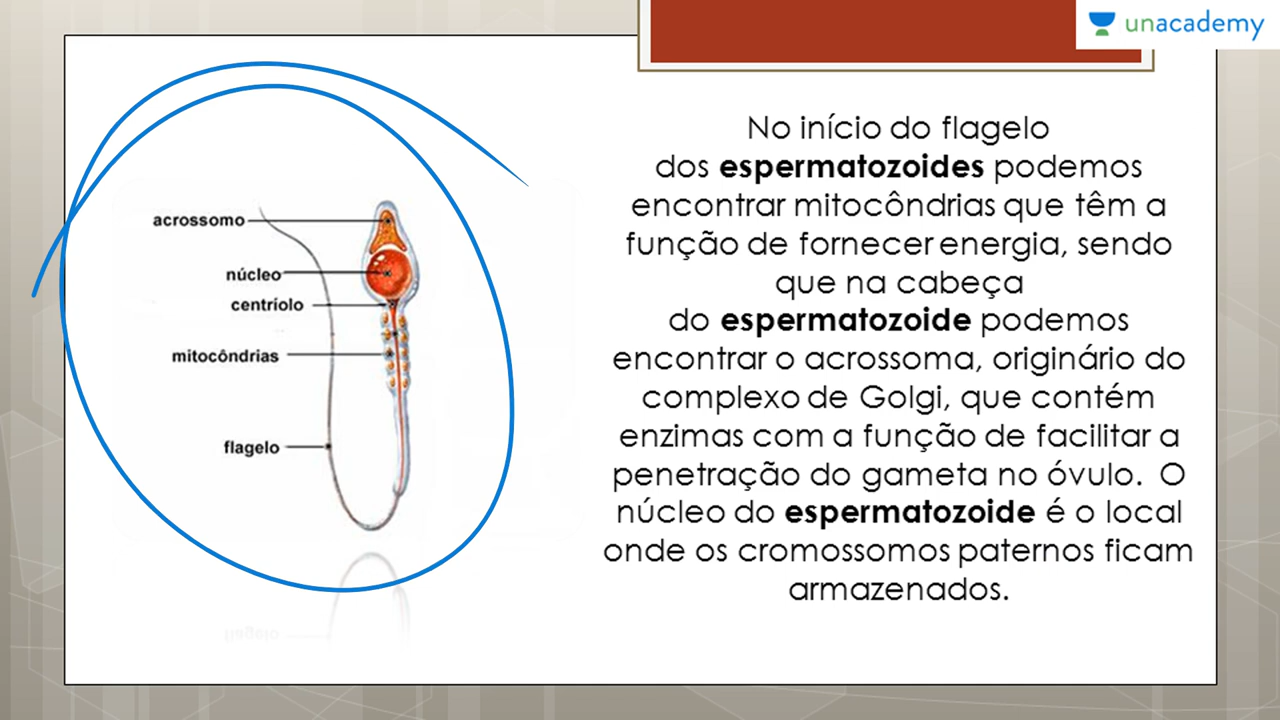 unacademy
acrossomo
núcleo
centríolo
mitocôndrias
flagelo
No início do flagelo
dos espermatozoides podemos
encontrar mitocôndrias que têm a
função de fornecer energia, sendo
que na cabeça
do espermatozoide podemos
encontrar o acrossoma, originário do
complexo de Golgi, que contém
enzimas com a função de facilitar a
penetração do gameta no óvulo. O
núcleo do espermatozoide é o local
onde os cromossomos paternos ficam
armazenados.